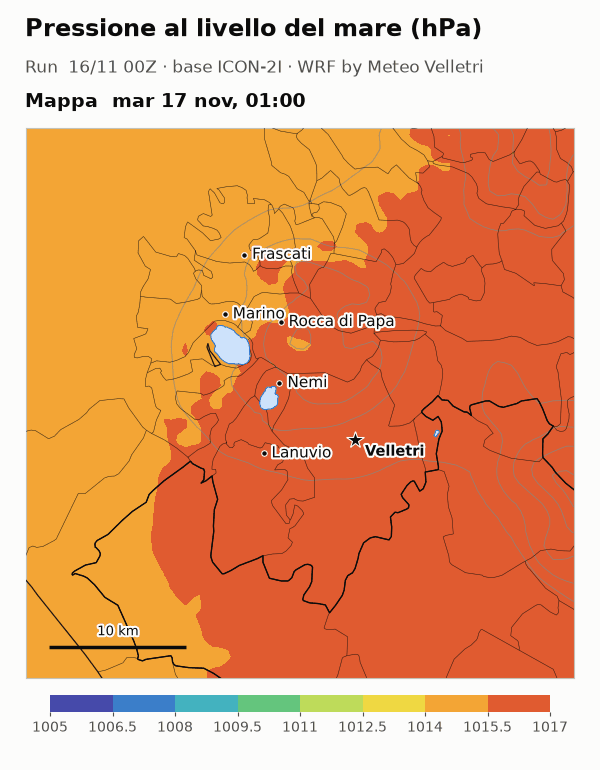 Pressione al livello del mare (hPa)
Run  16/11 00Z · base ICON-2I · WRF by Meteo Velletri
Mappa  mar 17 nov, 01:00
Frascati
Marino
Rocca di Papa
Nemi
Velletri
Lanuvio
10 km
1005 1006.5 1008 1009.5 1011 1012.5 1014 1015.5 1017